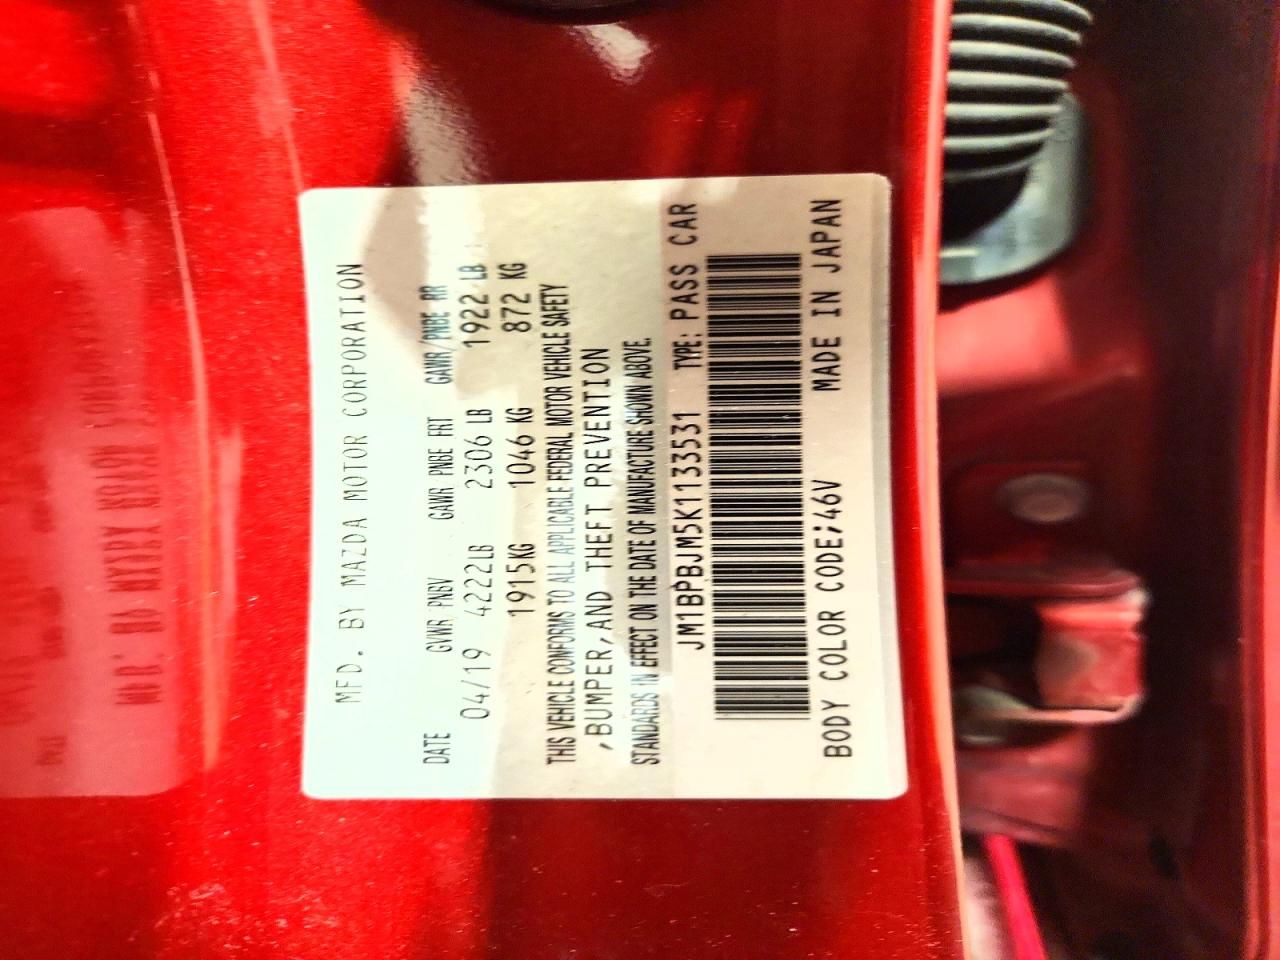 MFD. BY MAZDA MOTOR CORPORATION
DATE GVWR PNBV GAWR PNBE FRT GAWR/PNBE RR
04/19 4222LB 2306 LB 1922 LB
1915KG 1046 KG 872 KG
THIS VEHICLE CONFORMS TO ALL APPLICABLE FEDERAL MOTOR VEHICLE SAFETY
,BUMPER,AND THEFT PREVENTION
STANDARDS IN EFFECT ON THE DATE OF MANUFACTURE SHOWN ABOVE.
JM1BPBJM5K1133531 TYPE: PASS CAR
BODY COLOR CODE;46V MADE IN JAPAN